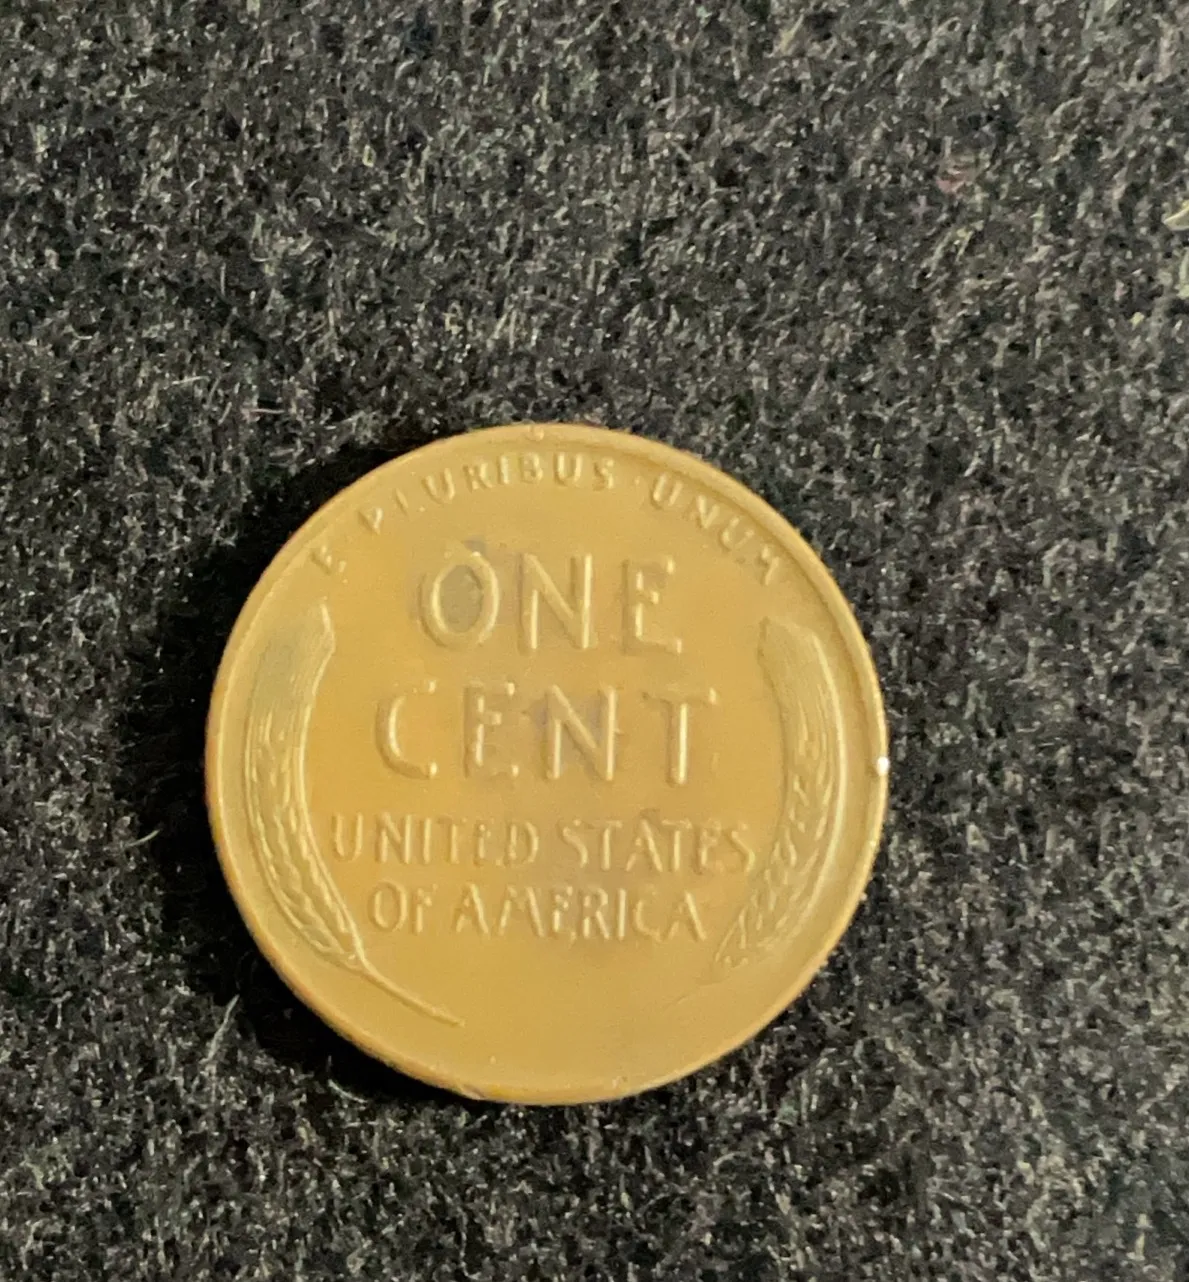 E·PLURIBUS·UNUM
ONE
CENT
UNITED STATES
OF AMERICA